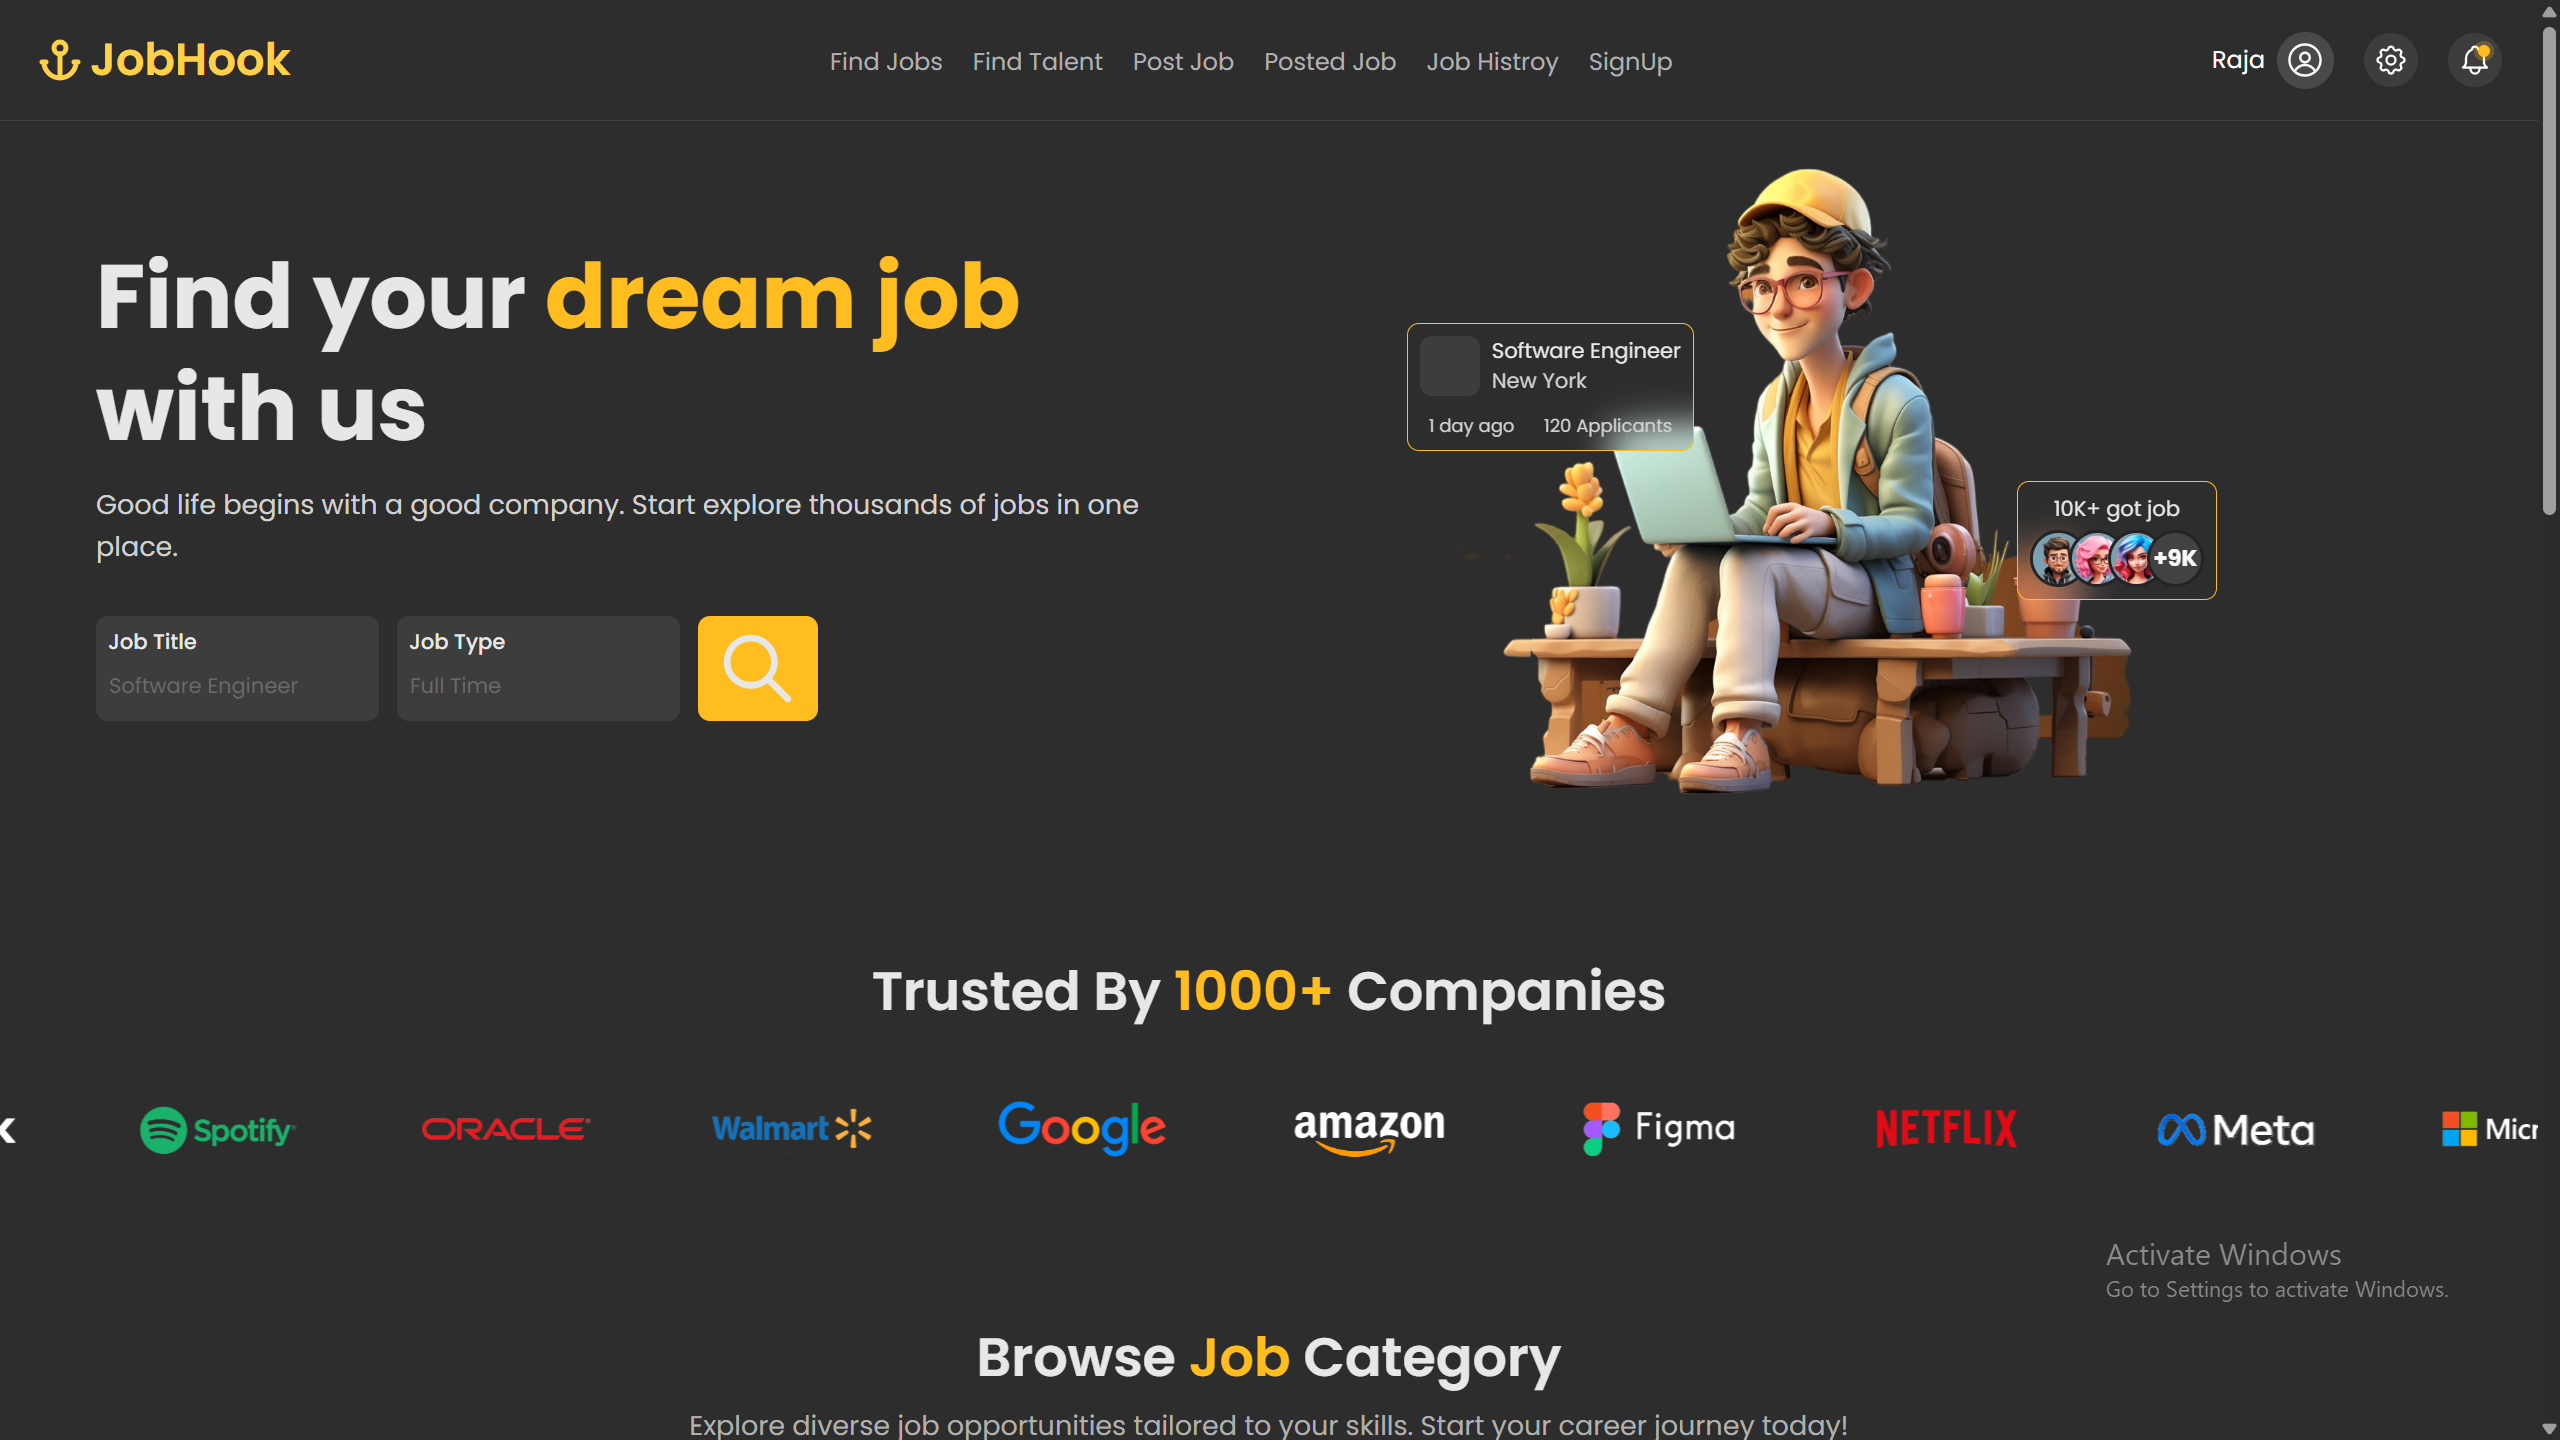 JobHook
Find Jobs Find Talent Post Job Posted Job Job Histroy SignUp
Raja
Find your dream job
with us
Good life begins with a good company. Start explore thousands of jobs in one
place.
Job Title
Software Engineer
Job Type
Full Time
Software Engineer
New York
1 day ago 120 Applicants
10K+ got job
+9K
Trusted By 1000+ Companies
k Spotify ORACLE Walmart Google amazon Figma NETFLIX Meta Micr
Activate Windows
Go to Settings to activate Windows.
Browse Job Category
Explore diverse job opportunities tailored to your skills. Start your career journey today!